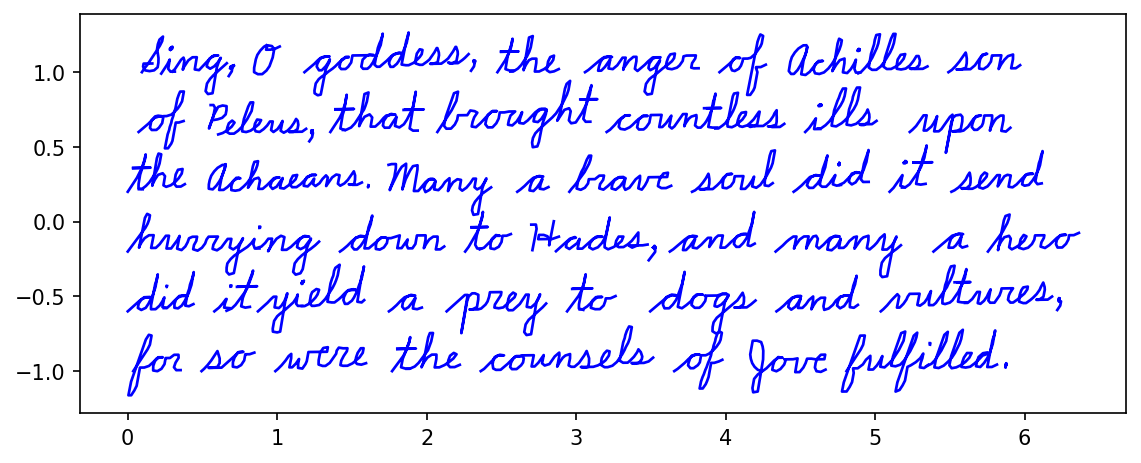 Sing, O goddess, the anger of Achilles son
of Peleus, that brought countless ills upon
the Achaeans. Many a brave soul did it send
hurrying down to Hades, and many a hero
did it yield a prey to dogs and vultures,
for so were the counsels of Jove fulfilled.
1.0
0.5
0.0
−0.5
−1.0
0 1 2 3 4 5 6